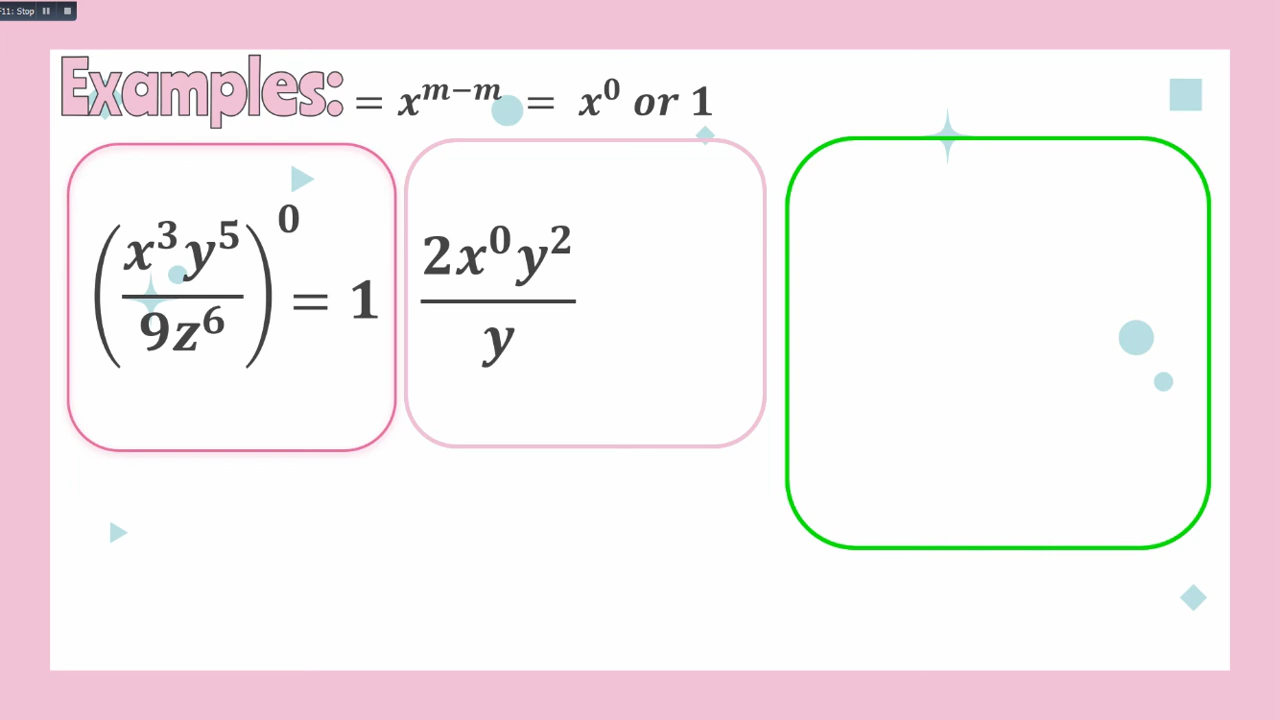 F11: Stop
Examples: = x^{m−m} = x^0 or 1
(x^3y^5 / 9z^6)^0 = 1
2x^0y^2 / y